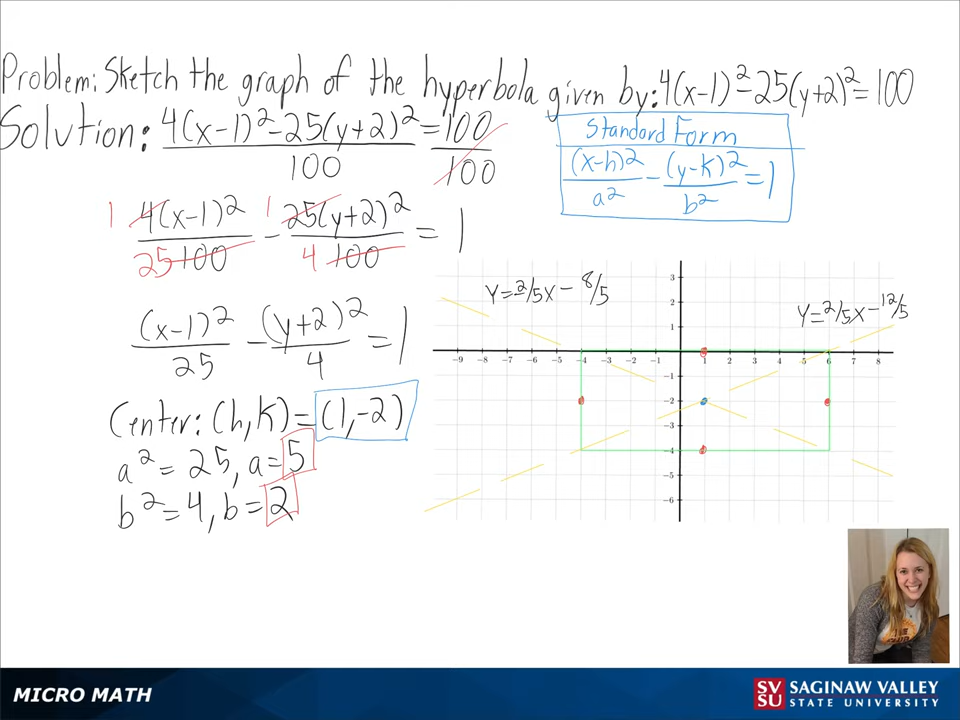 Problem: Sketch the graph of the hyperbola given by: 4(x-1)²-25(y+2)²=100
Solution: 4(x-1)²-25(y+2)²/100 = 100/100
Standard Form
(x-h)²/a² - (y-k)²/b² = 1
1 4(x-1)²/25 100 - 1 25(y+2)²/4 100 = 1
(x-1)²/25 - (y+2)²/4 = 1
Center: (h,k) = (1,-2)
a² = 25, a = 5
b² = 4, b = 2
Y=2/5x - 8/5
Y=2/5x-12/5
3
2
1
-9 -8 -7 -6 -5 -4 -3 -2 -1 1 2 3 4 5 6 7 8
-1
-2
-3
-4
-5
-6
MICRO MATH
SV
SU
SAGINAW VALLEY
STATE UNIVERSITY